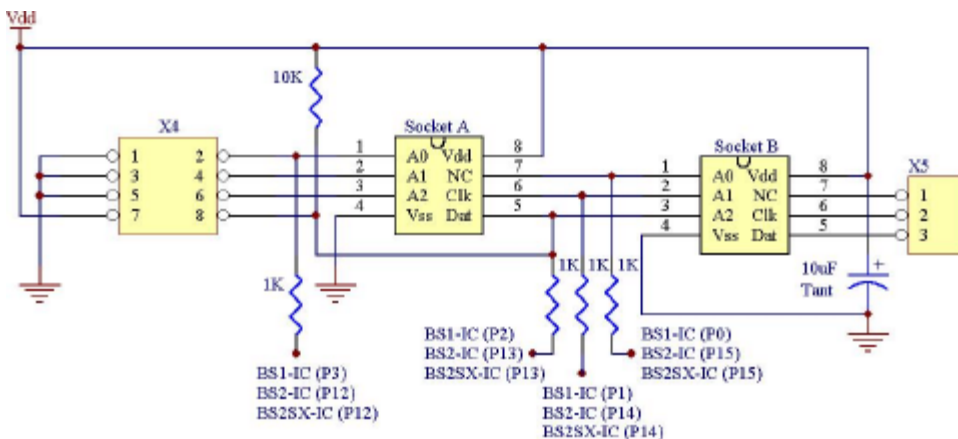 Vdd
10K
X4
1 2
3 4
5 6
7 8
Socket A
1 A0 Vdd 8
2 A1 NC 7
3 A2 Clk 6
4 Vss Dat 5
Socket B
1 A0 Vdd 8
2 A1 NC 7
3 A2 Clk 6
4 Vss Dat 5
X5
1
2
3
1K
1K 1K 1K
10uF +
Tant
BS1-IC (P3)
BS2-IC (P12)
BS2SX-IC (P12)
BS1-IC (P2)
BS2-IC (P13)
BS2SX-IC (P13)
BS1-IC (P1)
BS2-IC (P14)
BS2SX-IC (P14)
BS1-IC (P0)
BS2-IC (P15)
BS2SX-IC (P15)